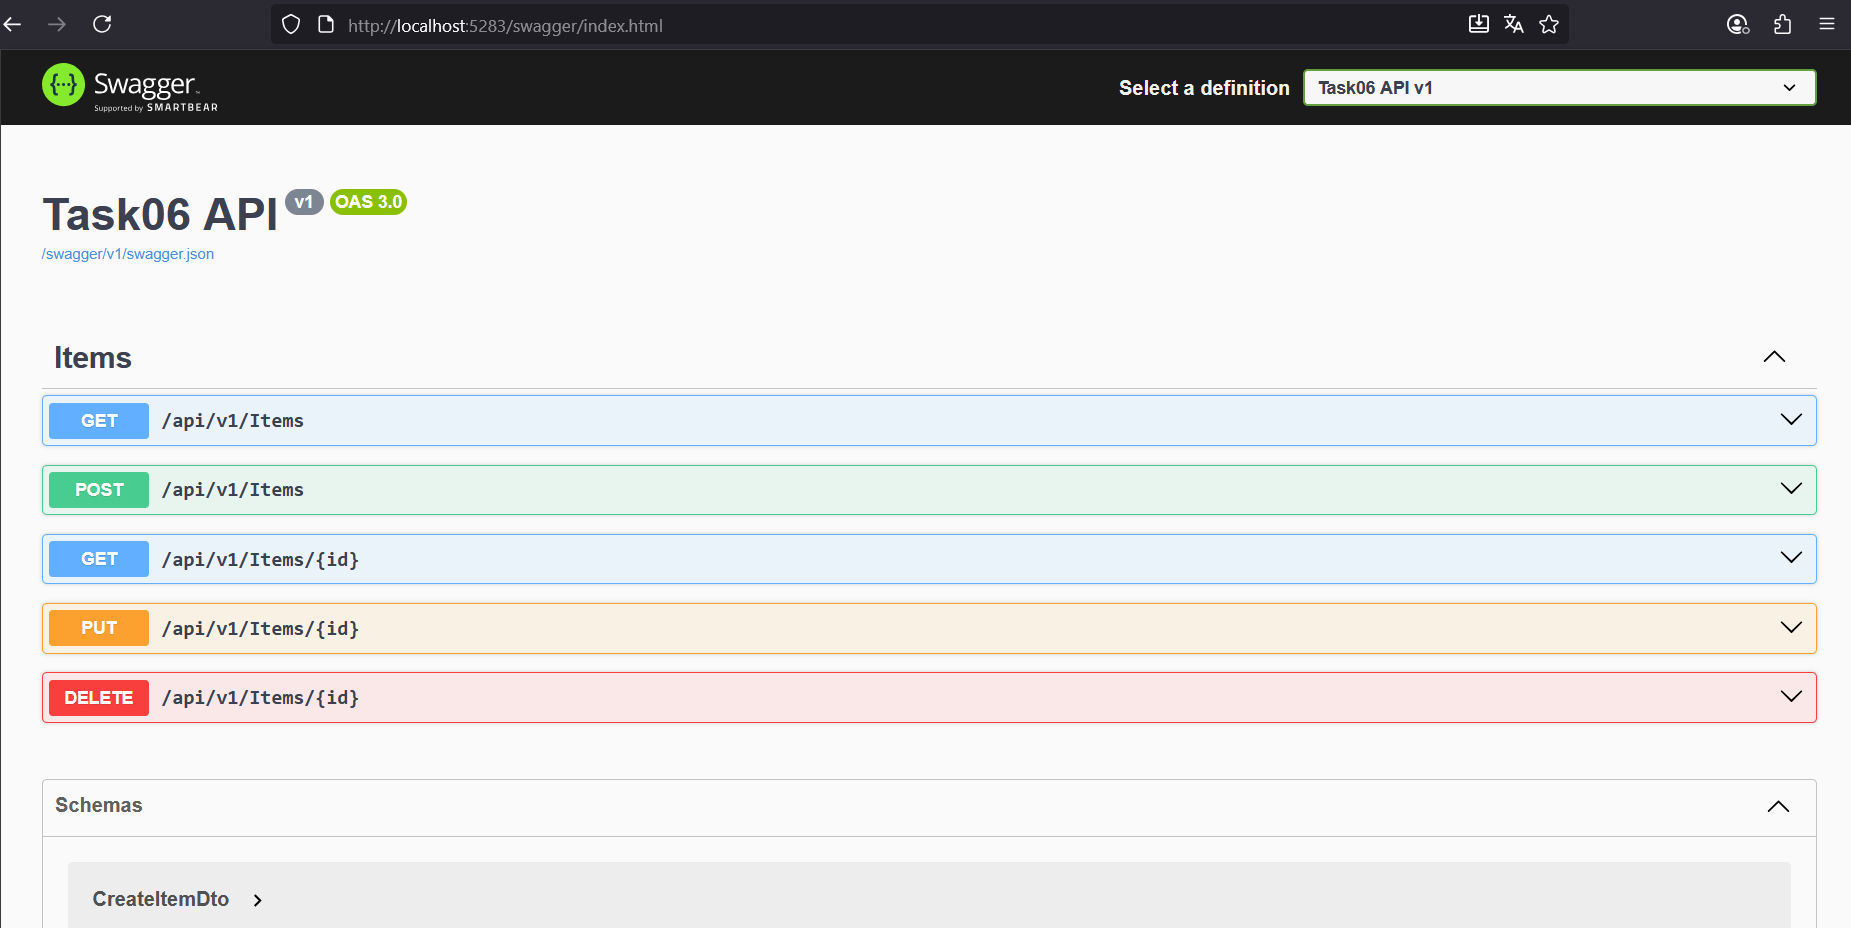 http://localhost:5283/swagger/index.html
Swagger
Supported by SMARTBEAR
Select a definition
Task06 API v1
Task06 API v1 OAS 3.0
/swagger/v1/swagger.json
Items
GET /api/v1/Items
POST /api/v1/Items
GET /api/v1/Items/{id}
PUT /api/v1/Items/{id}
DELETE /api/v1/Items/{id}
Schemas
CreateItemDto